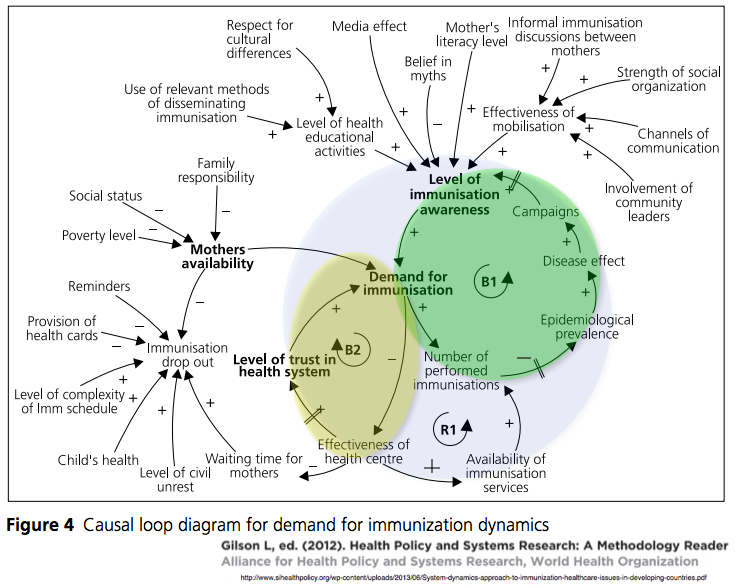 Respect for
cultural
differences
Media effect
Mother's
literacy level
Informal immunisation
discussions between
mothers
Belief in
myths
Strength of social
organization
Use of relevant methods
of disseminating
immunisation
+
+
+
+
–
+
+
+
Level of health
educational
activities
+
Effectiveness of
mobilisation
+
+
+
Channels of
communication
Involvement of
community
leaders
Family
responsibility
Social status
Poverty level
–
–
–
Mothers
availability
Level of
immunisation
awareness
+
Campaigns
+
Disease effect
+
Demand for
immunisation
B1
+
+
Epidemiological
prevalence
Reminders
–
Provision of
health cards
–
–
Immunisation
drop out
Level of trust in
health system
+
B2
–
Number of
performed
immunisations
–
Level of complexity
of Imm schedule
+
+
+
+
Child's health
Level of civil
unrest
Waiting time for
mothers
–
+
Effectiveness of
health centre
R1
+
+
Availability of
immunisation
services
Figure 4 Causal loop diagram for demand for immunization dynamics
Gilson L, ed. (2012). Health Policy and Systems Research: A Methodology Reader
Alliance for Health Policy and Systems Research, World Health Organization
http://www.sihealthpolicy.org/wp-content/uploads/2013/06/System-dynamics-approach-to-immunization-healthcare-issues-in-developing-countries.pdf